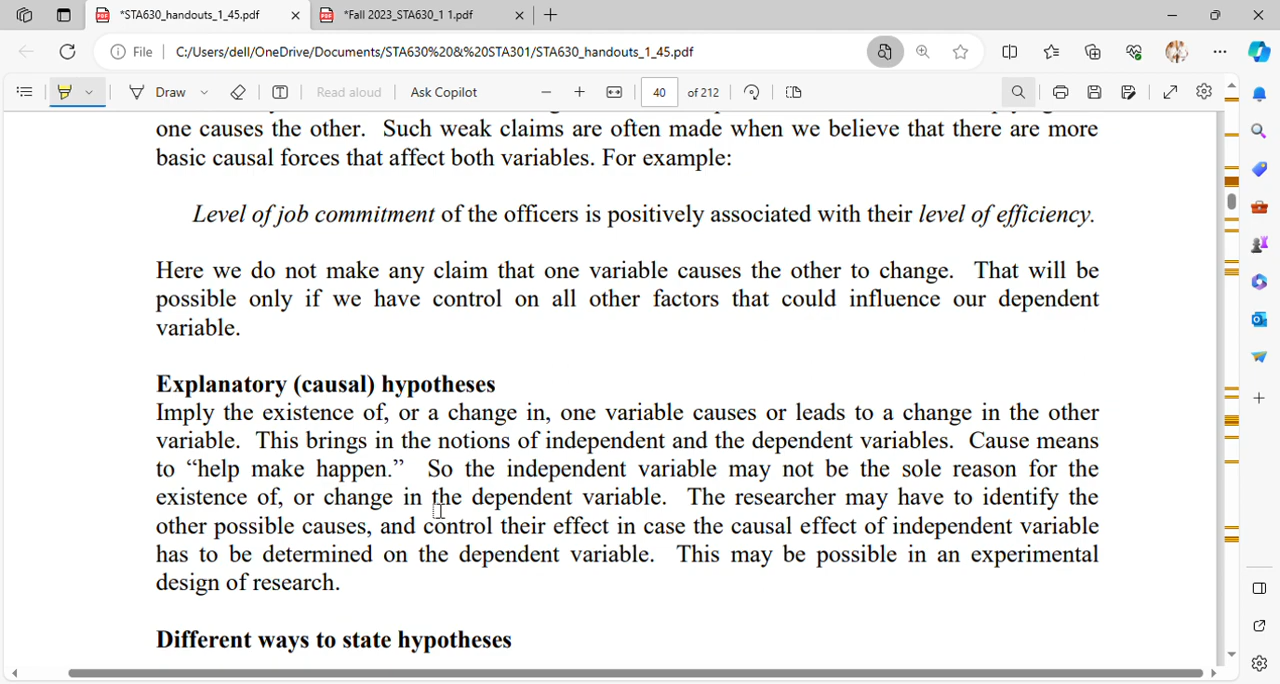 *STA630_handouts_1_45.pdf
*Fall 2023_STA630_1 1.pdf
File C:/Users/dell/OneDrive/Documents/STA630%20&%20STA301/STA630_handouts_1_45.pdf
Draw Read aloud Ask Copilot 40 of 212
one causes the other. Such weak claims are often made when we believe that there are more
basic causal forces that affect both variables. For example:
Level of job commitment of the officers is positively associated with their level of efficiency.
Here we do not make any claim that one variable causes the other to change. That will be
possible only if we have control on all other factors that could influence our dependent
variable.
Explanatory (causal) hypotheses
Imply the existence of, or a change in, one variable causes or leads to a change in the other
variable. This brings in the notions of independent and the dependent variables. Cause means
to “help make happen.” So the independent variable may not be the sole reason for the
existence of, or change in the dependent variable. The researcher may have to identify the
other possible causes, and control their effect in case the causal effect of independent variable
has to be determined on the dependent variable. This may be possible in an experimental
design of research.
Different ways to state hypotheses